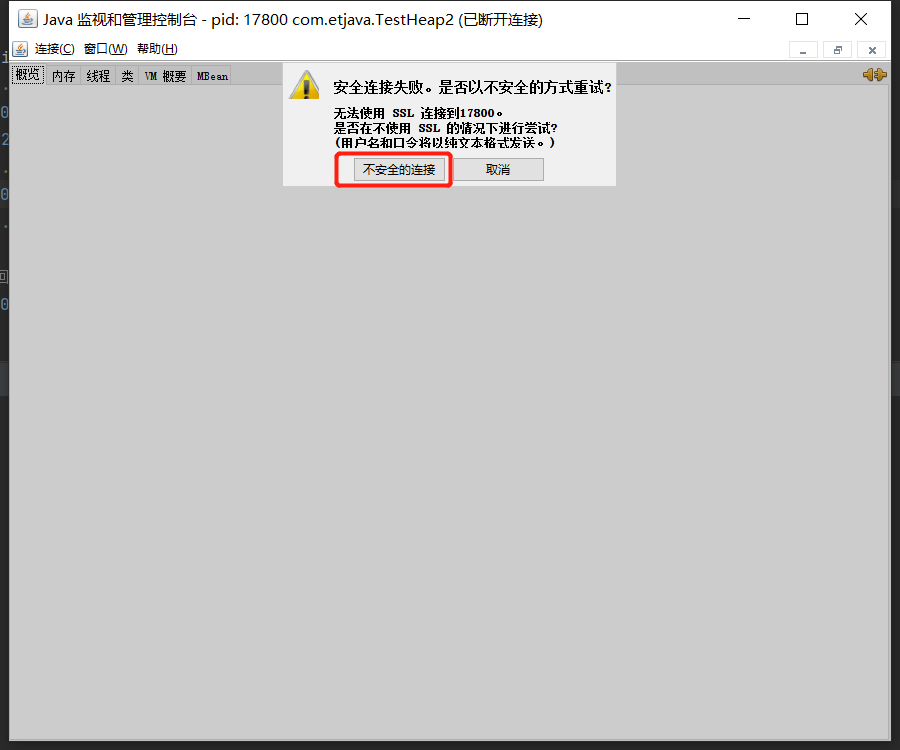 Java 监视和管理控制台 - pid: 17800 com.etjava.TestHeap2 (已断开连接)
连接(C) 窗口(W) 帮助(H)
概览 内存 线程 类 VM 概要 MBean
安全连接失败。是否以不安全的方式重试?
无法使用 SSL 连接到17800。
是否在不使用 SSL 的情况下进行尝试?
(用户名和口令将以纯文本格式发送。)
不安全的连接 取消